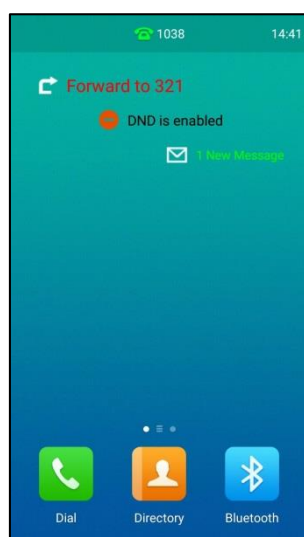 1038 14:41
Forward to 321
DND is enabled
1 New Message
Dial Directory Bluetooth